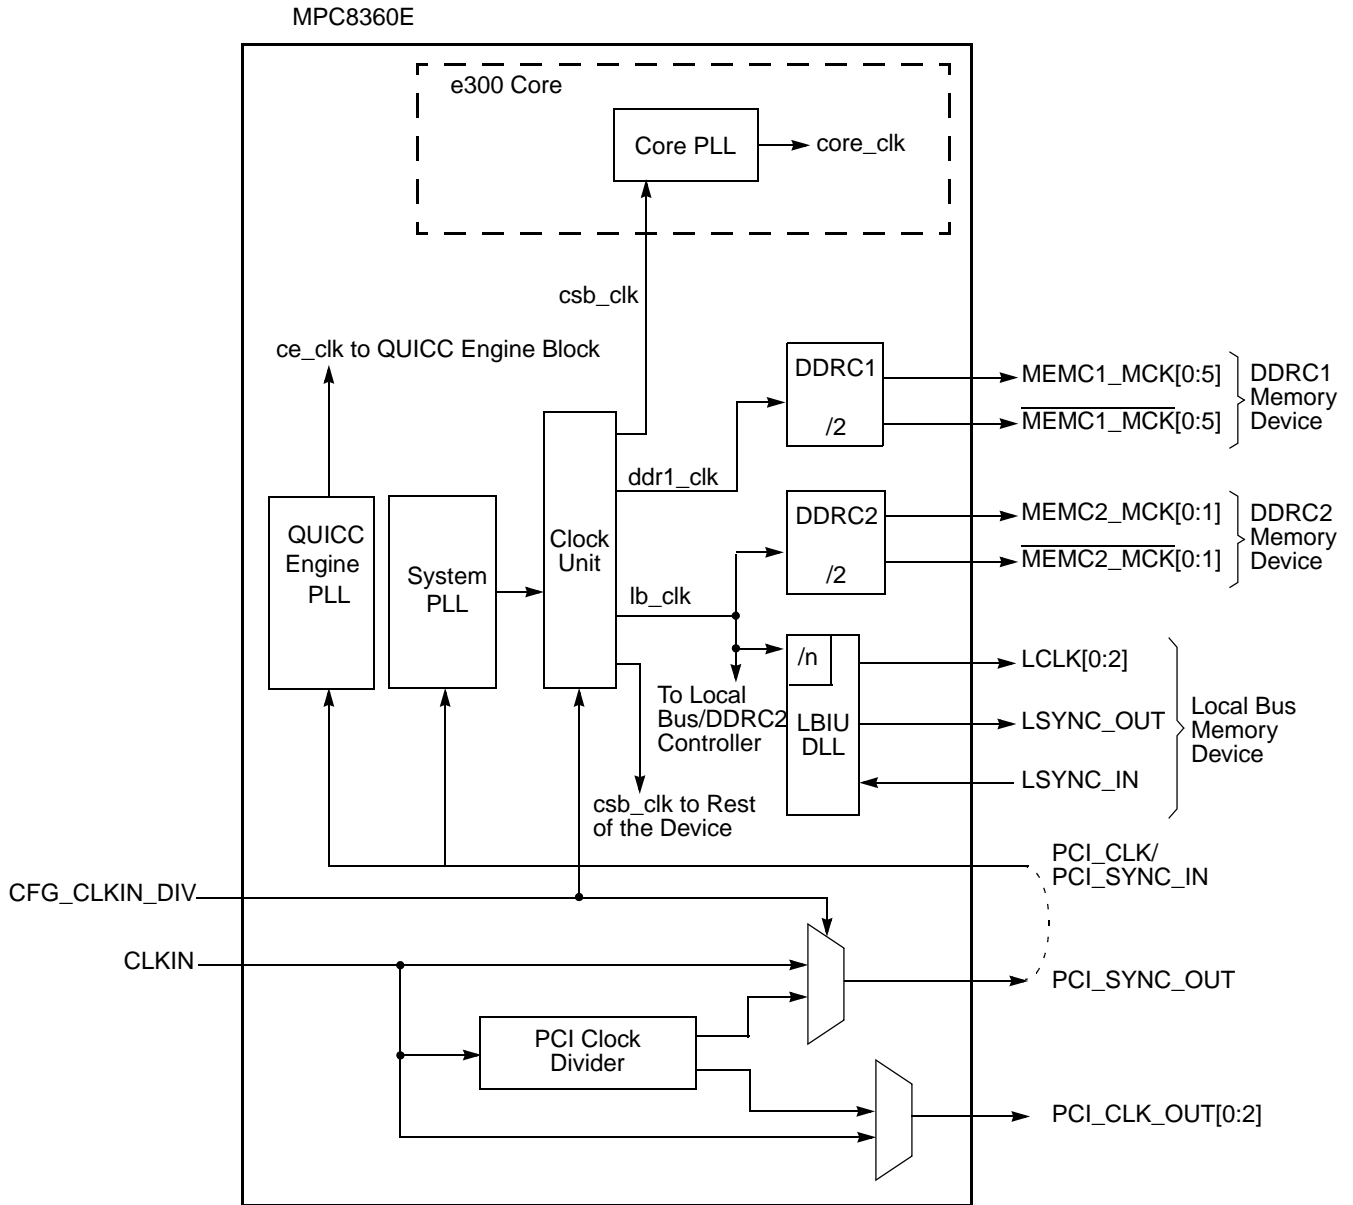 MPC8360E
e300 Core
Core PLL
core_clk
csb_clk
ce_clk to QUICC Engine Block
DDRC1
/2
MEMC1_MCK[0:5]
MEMC1_MCK[0:5]
DDRC1
Memory
Device
ddr1_clk
QUICC
Engine
PLL
System
PLL
Clock
Unit
DDRC2
/2
MEMC2_MCK[0:1]
MEMC2_MCK[0:1]
DDRC2
Memory
Device
lb_clk
/n
LBIU
DLL
To Local
Bus/DDRC2
Controller
LCLK[0:2]
LSYNC_OUT
LSYNC_IN
Local Bus
Memory
Device
csb_clk to Rest
of the Device
PCI_CLK/
PCI_SYNC_IN
CFG_CLKIN_DIV
CLKIN
PCI_SYNC_OUT
PCI Clock
Divider
PCI_CLK_OUT[0:2]